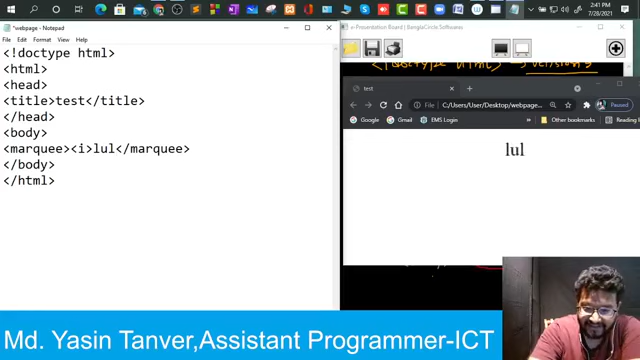 *webpage - Notepad
File Edit Format View Help
<!doctype html>
<html>
<head>
<title>test</title>
</head>
<body>
<marquee><i>lul</marquee>
</body>
</html>
e-Presentation Board | BanglaCircle Softwares
2:41 PM
7/28/2021
test
File C:/Users/User/Desktop/webpage...
Paused
Google Gmail EMS Login Other bookmarks Reading
lul
Md. Yasin Tanver,Assistant Programmer-ICT